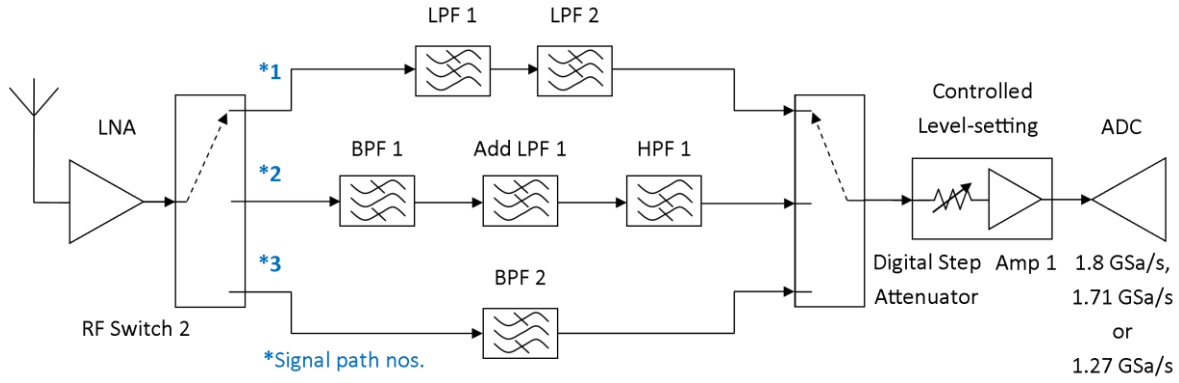 LPF 1
LPF 2
*1
LNA
BPF 1
Add LPF 1
HPF 1
*2
Controlled
Level-setting
ADC
*3
BPF 2
RF Switch 2
*Signal path nos.
Digital Step
Attenuator
Amp 1
1.8 GSa/s,
1.71 GSa/s
or
1.27 GSa/s